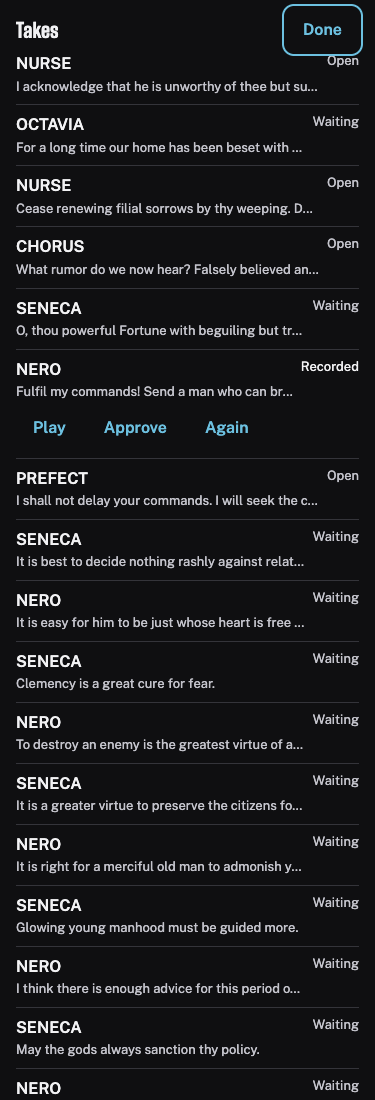 Takes
Done
NURSE
Open
I acknowledge that he is unworthy of thee but su...
OCTAVIA
Waiting
For a long time our home has been beset with ...
NURSE
Open
Cease renewing filial sorrows by thy weeping. D...
CHORUS
Open
What rumor do we now hear? Falsely believed an...
SENECA
Waiting
O, thou powerful Fortune with beguiling but tr...
NERO
Recorded
Fulfil my commands! Send a man who can br...
Play Approve Again
PREFECT
Open
I shall not delay your commands. I will seek the c...
SENECA
Waiting
It is best to decide nothing rashly against relat...
NERO
Waiting
It is easy for him to be just whose heart is free ...
SENECA
Waiting
Clemency is a great cure for fear.
NERO
Waiting
To destroy an enemy is the greatest virtue of a...
SENECA
Waiting
It is a greater virtue to preserve the citizens fo...
NERO
Waiting
It is right for a merciful old man to admonish y...
SENECA
Waiting
Glowing young manhood must be guided more.
NERO
Waiting
I think there is enough advice for this period o...
SENECA
Waiting
May the gods always sanction thy policy.
NERO
Waiting